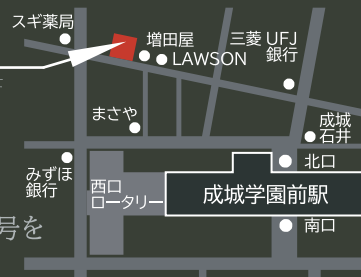 スギ薬局
増田屋
LAWSON
三菱 UFJ
銀行
まさや
成城
石井
みずほ
銀行
西口
ロータリー
北口
成城学園前駅
南口
号を